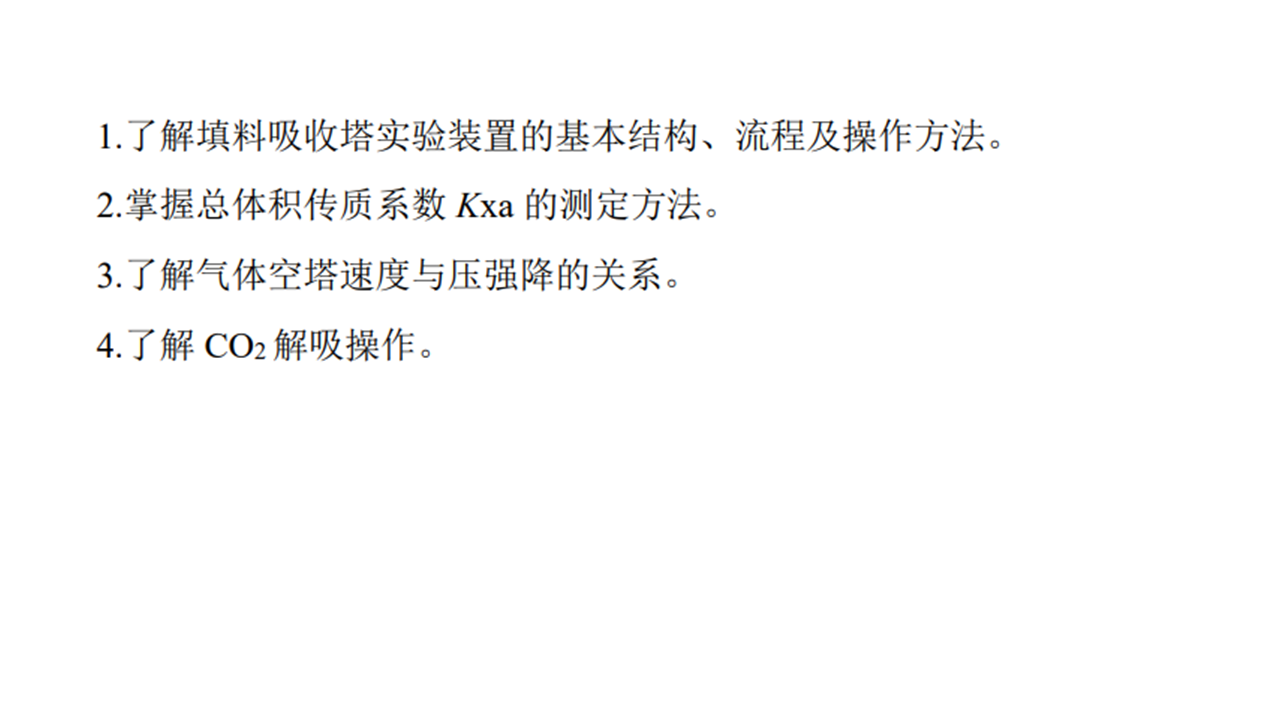 1.了解填料吸收塔实验装置的基本结构、流程及操作方法。
2.掌握总体积传质系数 Kxa 的测定方法。
3.了解气体空塔速度与压强降的关系。
4.了解 CO₂ 解吸操作。